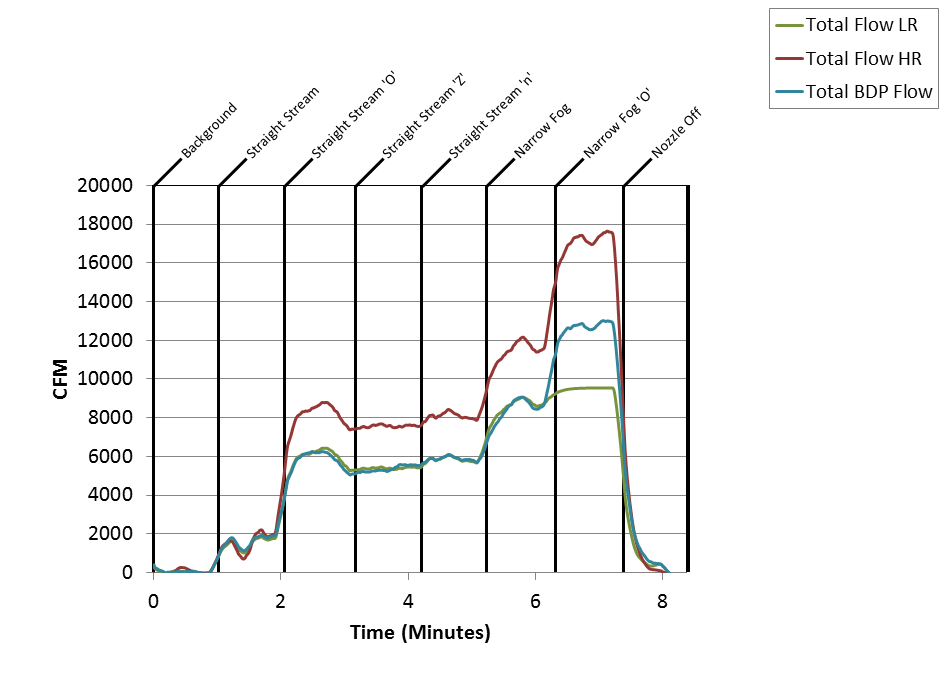 Total Flow LR
Total Flow HR
Total BDP Flow
Background
Straight Stream
Straight Stream 'O'
Straight Stream 'Z'
Straight Stream 'n'
Narrow Fog
Narrow Fog 'O'
Nozzle Off
20000
18000
16000
14000
12000
10000
8000
6000
4000
2000
0
CFM
0 2 4 6 8
Time (Minutes)